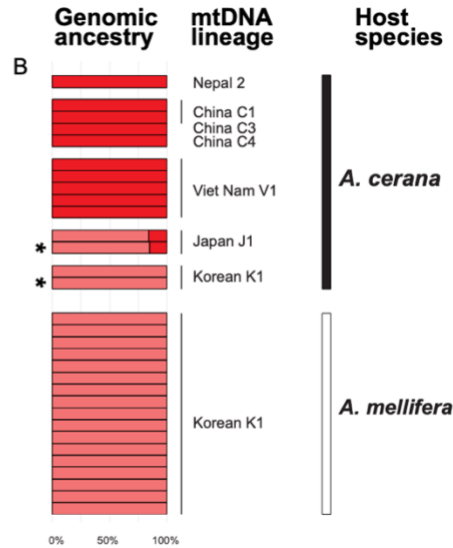 Genomic ancestry
mtDNA lineage
Host species
B
Nepal 2
China C1
China C3
China C4
Viet Nam V1
A. cerana
*
Japan J1
*
Korean K1
Korean K1
A. mellifera
0% 50% 100%